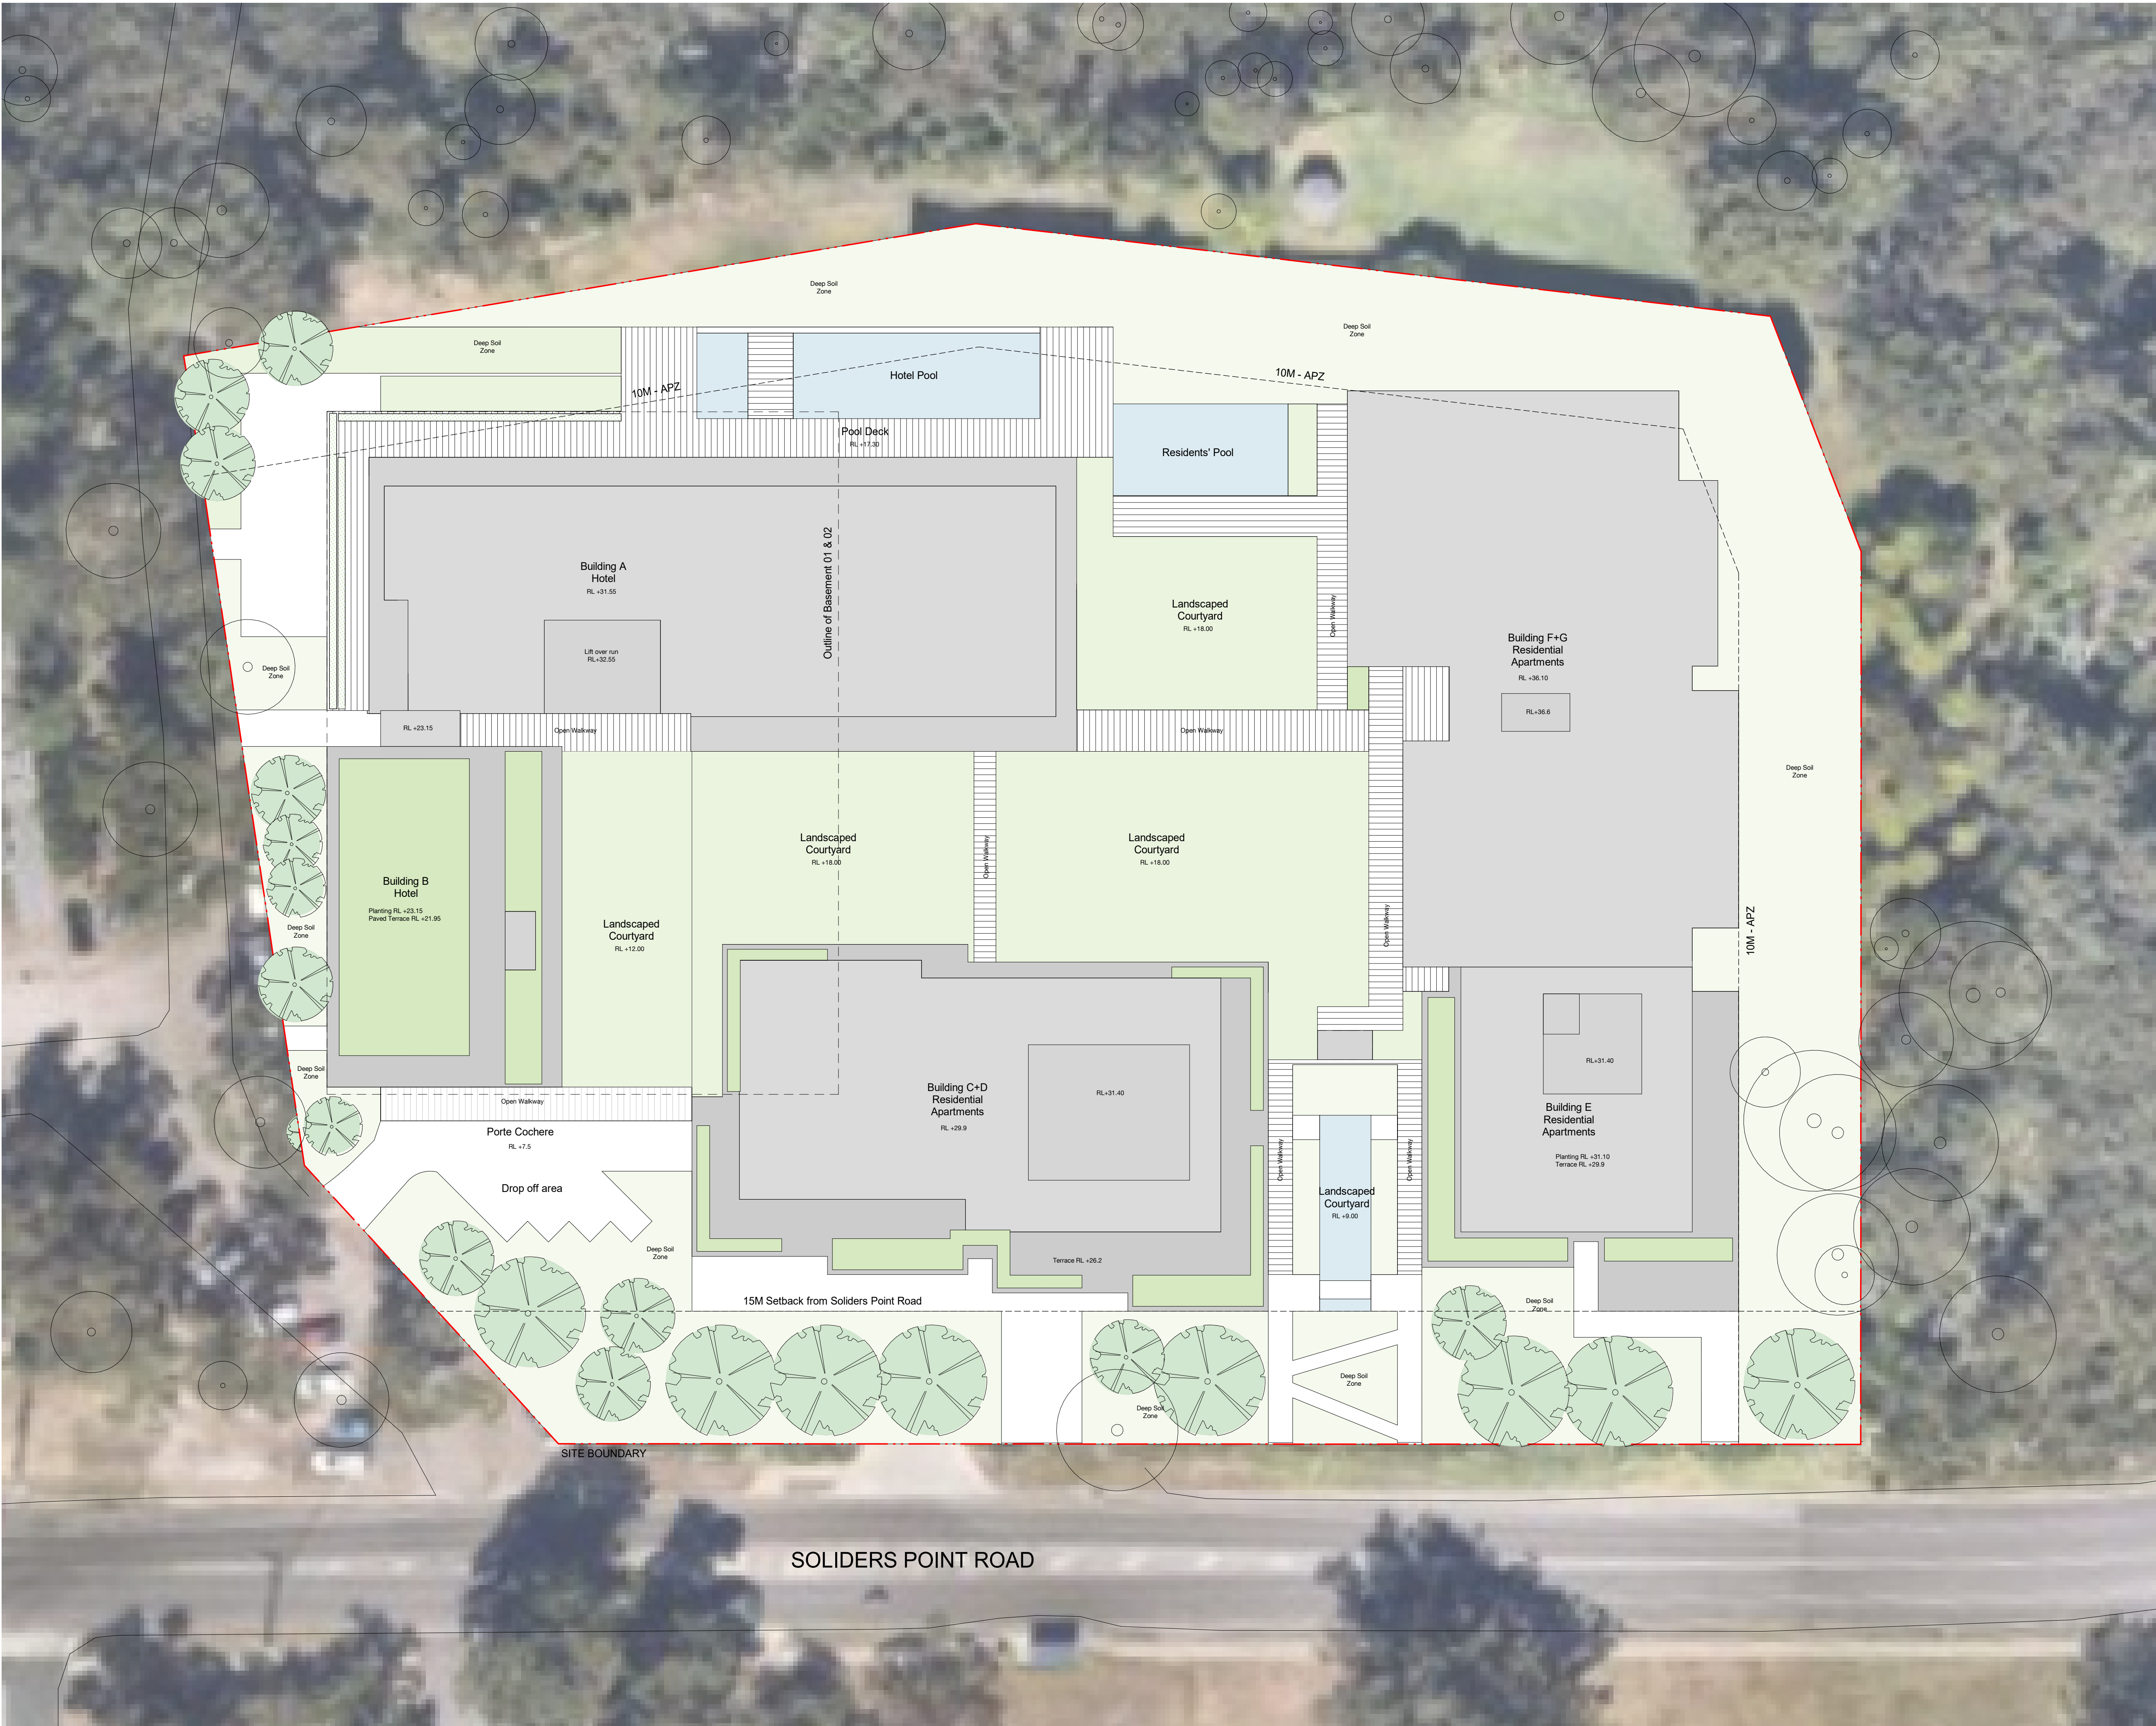 Deep Soil
Zone
Deep Soil
Zone
Deep Soil
Zone
10M - APZ
Hotel Pool
10M - APZ
Pool Deck
RL +17.30
Residents' Pool
Building A
Hotel
RL +31.55
Outline of Basement 01 & 02
Lift over run
RL+32.55
Landscaped
Courtyard
RL +18.00
Open Walkway
Building F+G
Residential
Apartments
RL +36.10
RL+36.6
Deep Soil
Zone
RL +23.15
Open Walkway
Open Walkway
Deep Soil
Zone
Building B
Hotel
Planting RL +23.15
Paved Terrace RL +21.95
Landscaped
Courtyard
RL +12.00
Landscaped
Courtyard
RL +18.00
Open Walkway
Landscaped
Courtyard
RL +18.00
Open Walkway
10M - APZ
Deep Soil
Zone
Deep Soil
Zone
Open Walkway
Porte Cochere
RL +7.5
Drop off area
Building C+D
Residential
Apartments
RL +29.9
RL+31.40
Open Walkway
Landscaped
Courtyard
RL +9.00
Open Walkway
RL+31.40
Building E
Residential
Apartments
Planting RL +31.10
Terrace RL +29.9
Deep Soil
Zone
Terrace RL +26.2
15M Setback from Soliders Point Road
Deep Soil
Zone
Deep Soil
Zone
Deep Soil
Zone
SITE BOUNDARY
SOLIDERS POINT ROAD